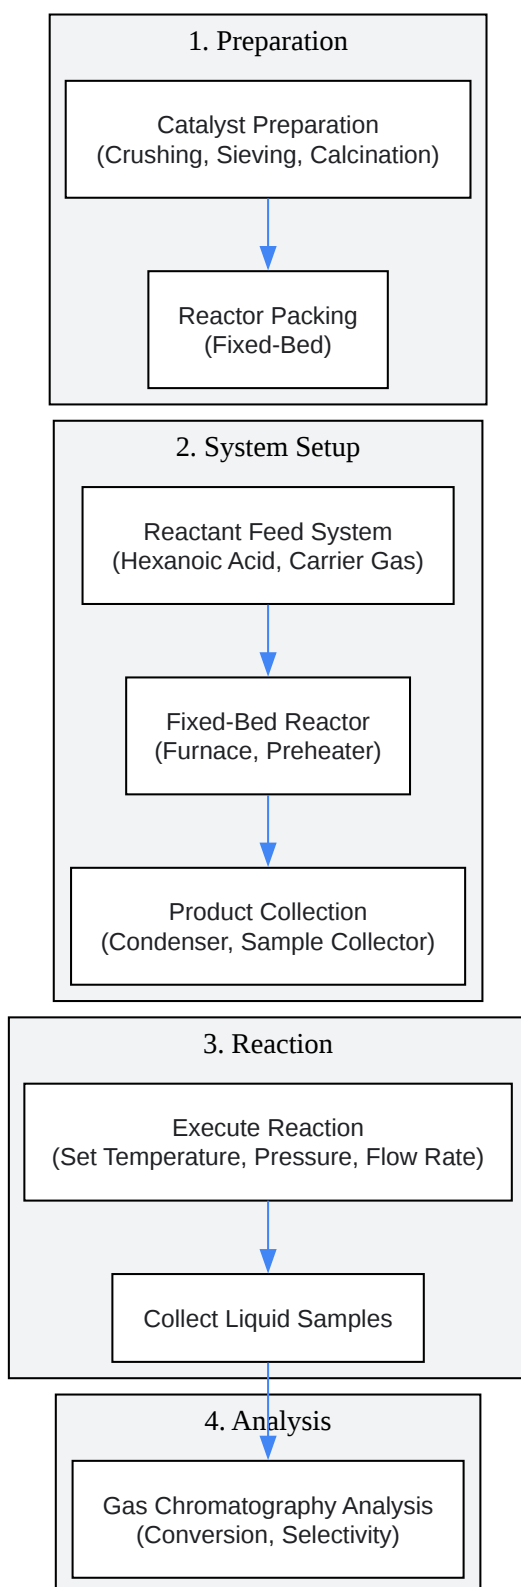 1. Preparation
Catalyst Preparation
(Crushing, Sieving, Calcination)
Reactor Packing
(Fixed-Bed)
2. System Setup
Reactant Feed System
(Hexanoic Acid, Carrier Gas)
Fixed-Bed Reactor
(Furnace, Preheater)
Product Collection
(Condenser, Sample Collector)
3. Reaction
Execute Reaction
(Set Temperature, Pressure, Flow Rate)
Collect Liquid Samples
4. Analysis
Gas Chromatography Analysis
(Conversion, Selectivity)